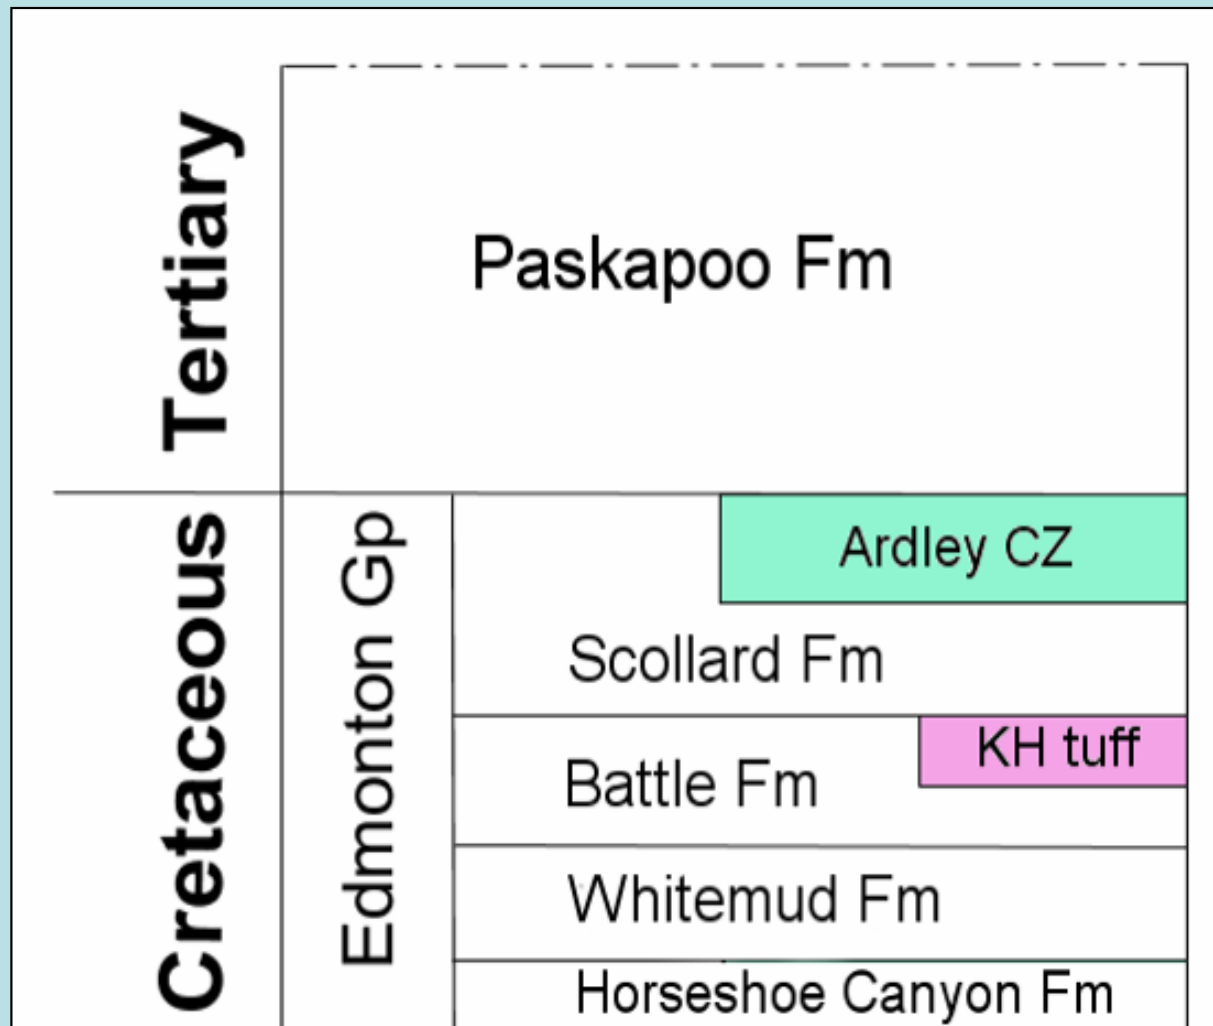 Tertiary
Paskapoo Fm
Cretaceous
Edmonton Gp
Ardley CZ
Scollard Fm
KH tuff
Battle Fm
Whitemud Fm
Horseshoe Canyon Fm